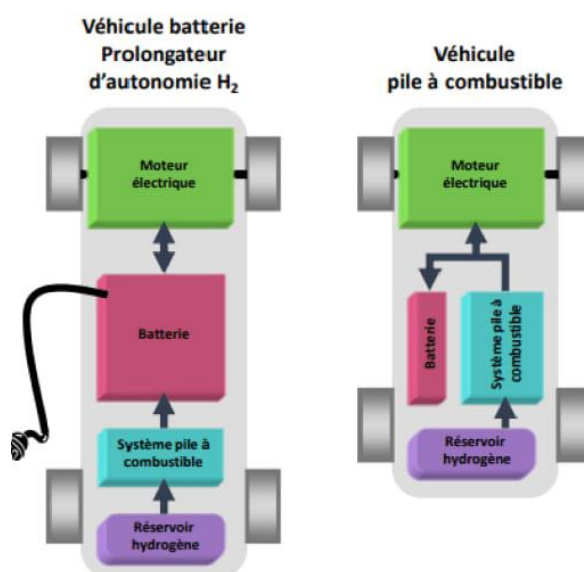 Véhicule batterie
Prolongateur
d'autonomie H₂
Moteur
électrique
Batterie
Système pile à
combustible
Réservoir
hydrogène
Véhicule
pile à combustible
Moteur
électrique
Batterie
Système pile à
combustible
Réservoir
hydrogène